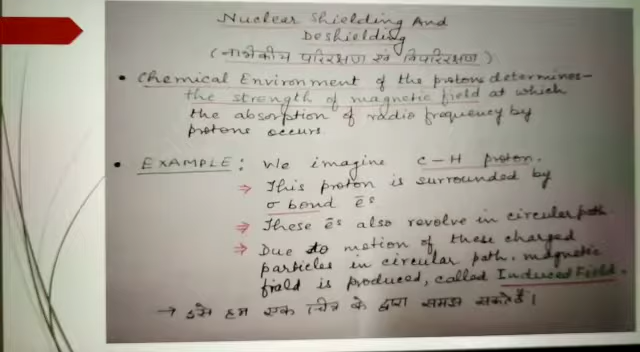 Nuclear Shielding And
Deshielding
(नाभिकीय परिरक्षण एवं विपरिरक्षण)
• Chemical Environment of the protons determines-
the strength of magnetic field at which
the absorption of radio frequency by
protons occurs.
• EXAMPLE: We imagine C-H proton.
⇒ This proton is surrounded by
σ bond ēs
⇒ These ēs also revolve in circular path.
⇒ Due to motion of these charged
particles in circular path, magnetic
field is produced, called Induced Field.
→ इसे हम एक चित्र के द्वारा समझ सकते हैं।